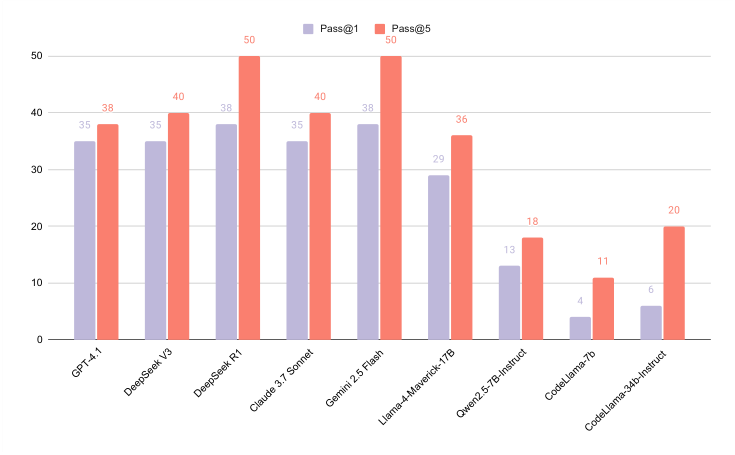 Pass@1 Pass@5
50
40
30
20
10
0
35 38
35 40
38 50
35 40
38 50
29 36
13 18
4 11
6 20
GPT-4.1
DeepSeek V3
DeepSeek R1
Claude 3.7 Sonnet
Gemini 2.5 Flash
Llama-4-Maverick-17B
Qwen2.5-7B-Instruct
CodeLlama-7b
CodeLlama-34b-Instruct